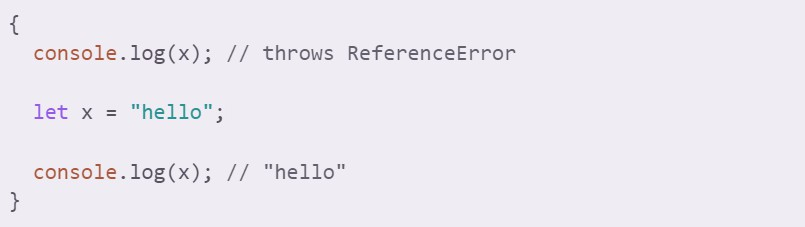 {
  console.log(x); // throws ReferenceError
  let x = "hello";
  console.log(x); // "hello"
}